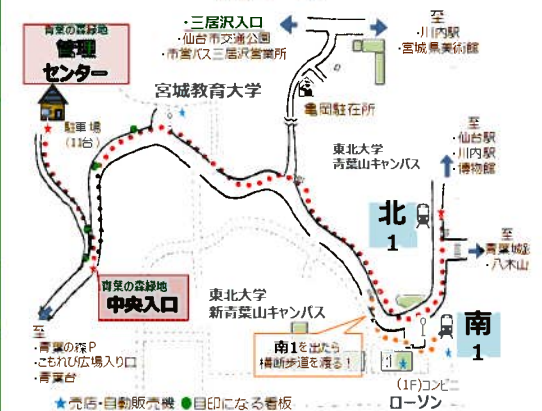 ・三居沢入口
・仙台市交通公園
・市営バス三居沢営業所
至
・川内駅
・宮城県美術館
青葉の森緑地
管理
センター
駐車場
(11台)
宮城教育大学
亀岡駐在所
東北大学
青葉山キャンパス
至
・仙台駅
・川内駅
・博物館
北
1
至
・青葉城
・八木山
青葉の森緑地
中央入口
東北大学
新青葉山キャンパス
南1を出たら
横断歩道を渡る!
南
1
至
・青葉の森P
・こもれび広場入り口
・青葉台
(1F)コンビニ
ローソン
★売店・自動販売機 ●目印になる看板